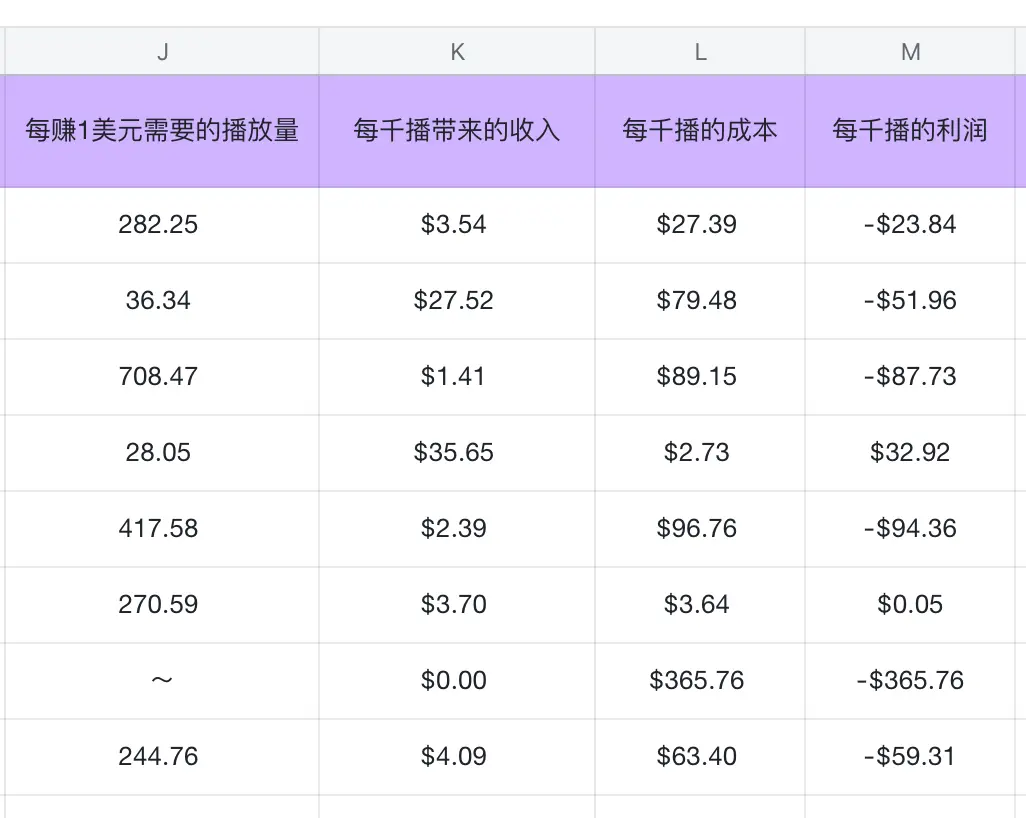 J K L M
每赚1美元需要的播放量 每千播带来的收入 每千播的成本 每千播的利润
282.25 $3.54 $27.39 -$23.84
36.34 $27.52 $79.48 -$51.96
708.47 $1.41 $89.15 -$87.73
28.05 $35.65 $2.73 $32.92
417.58 $2.39 $96.76 -$94.36
270.59 $3.70 $3.64 $0.05
～ $0.00 $365.76 -$365.76
244.76 $4.09 $63.40 -$59.31